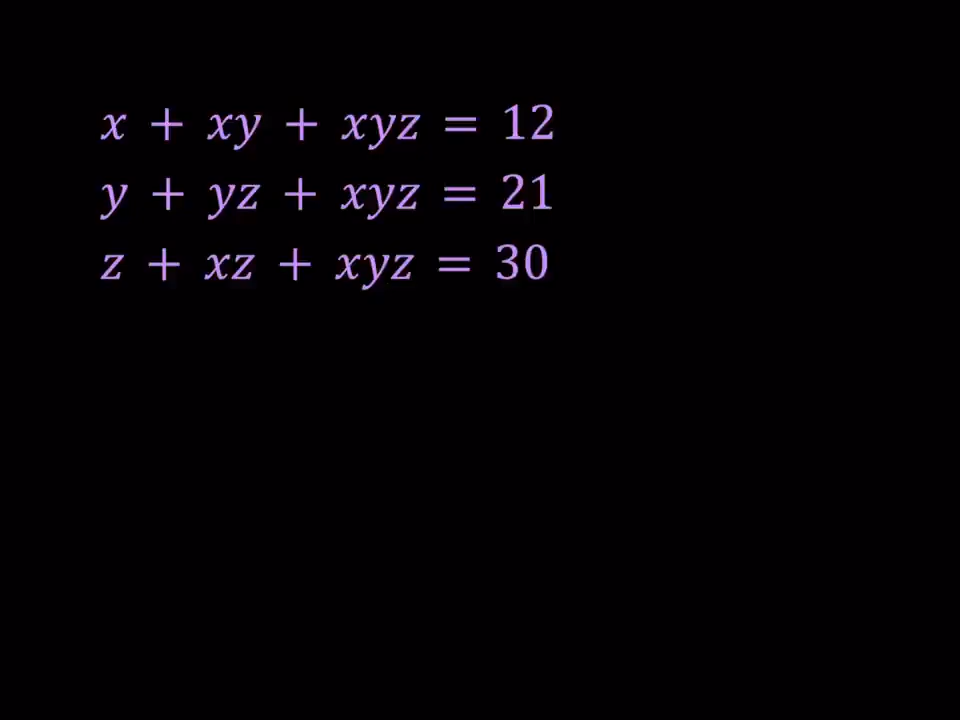 x + xy + xyz = 12
y + yz + xyz = 21
z + xz + xyz = 30